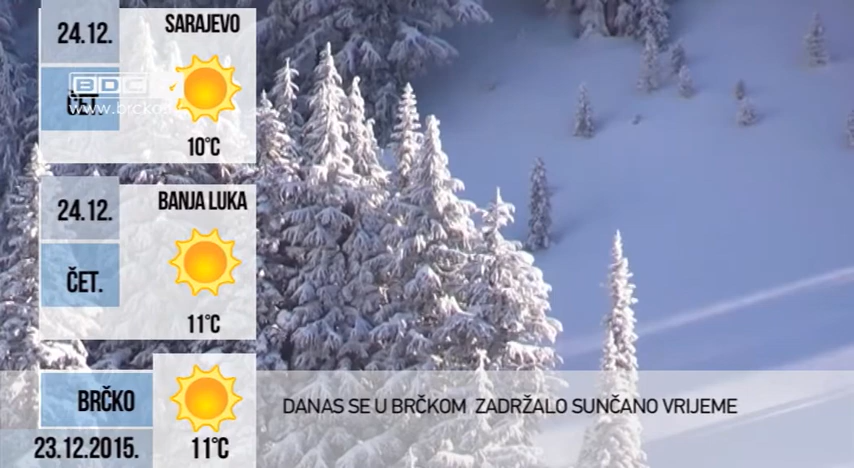 24.12.
SARAJEVO
BDC
www.brcko
ČET.
10°C
24.12.
BANJA LUKA
ČET.
11°C
BRČKO
23.12.2015.
11°C
DANAS SE U BRČKOM ZADRŽALO SUNČANO VRIJEME